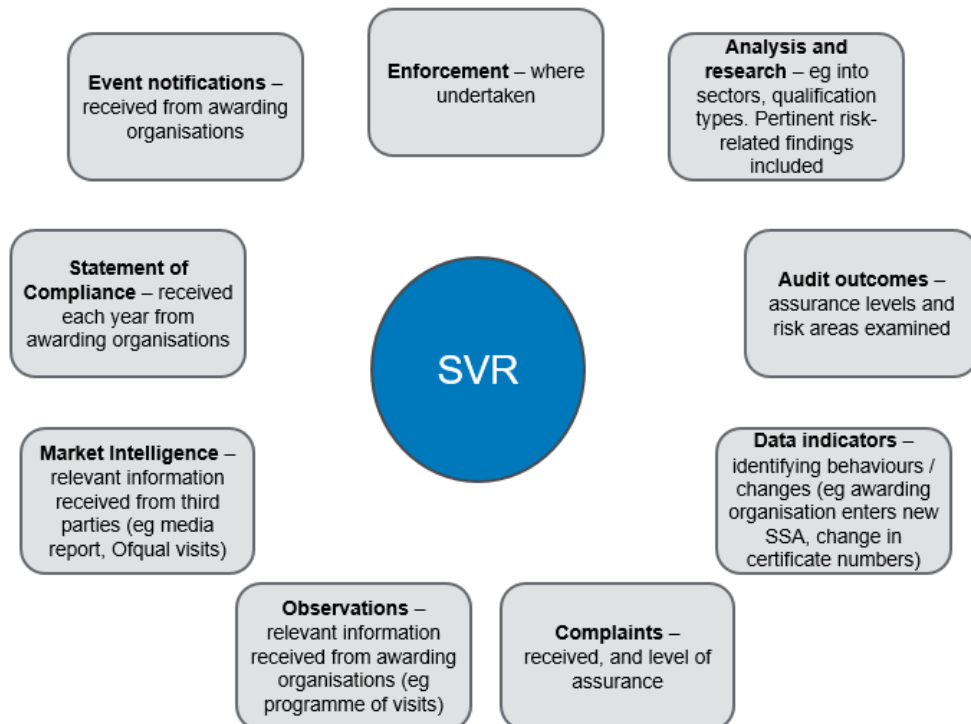 Event notifications –
received from awarding
organisations
Enforcement – where
undertaken
Analysis and
research – eg into
sectors, qualification
types. Pertinent risk-
related findings
included
Statement of
Compliance – received
each year from
awarding organisations
SVR
Audit outcomes –
assurance levels and
risk areas examined
Market Intelligence –
relevant information
received from third
parties (eg media
report, Ofqual visits)
Data indicators –
identifying behaviours /
changes (eg awarding
organisation enters new
SSA, change in
certificate numbers)
Observations –
relevant information
received from awarding
organisations (eg
programme of visits)
Complaints –
received, and level of
assurance